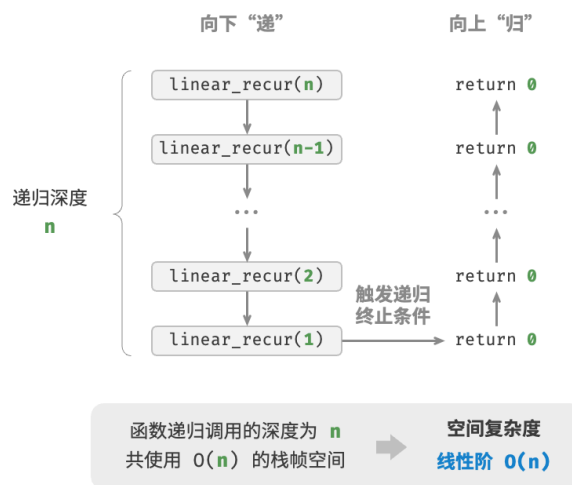 向下“递”
向上“归”
linear_recur(n)
return 0
linear_recur(n-1)
return 0
递归深度
n
...
...
linear_recur(2)
return 0
触发递归
终止条件
linear_recur(1)
return 0
函数递归调用的深度为 n
共使用 O(n) 的栈帧空间
空间复杂度
线性阶 O(n)